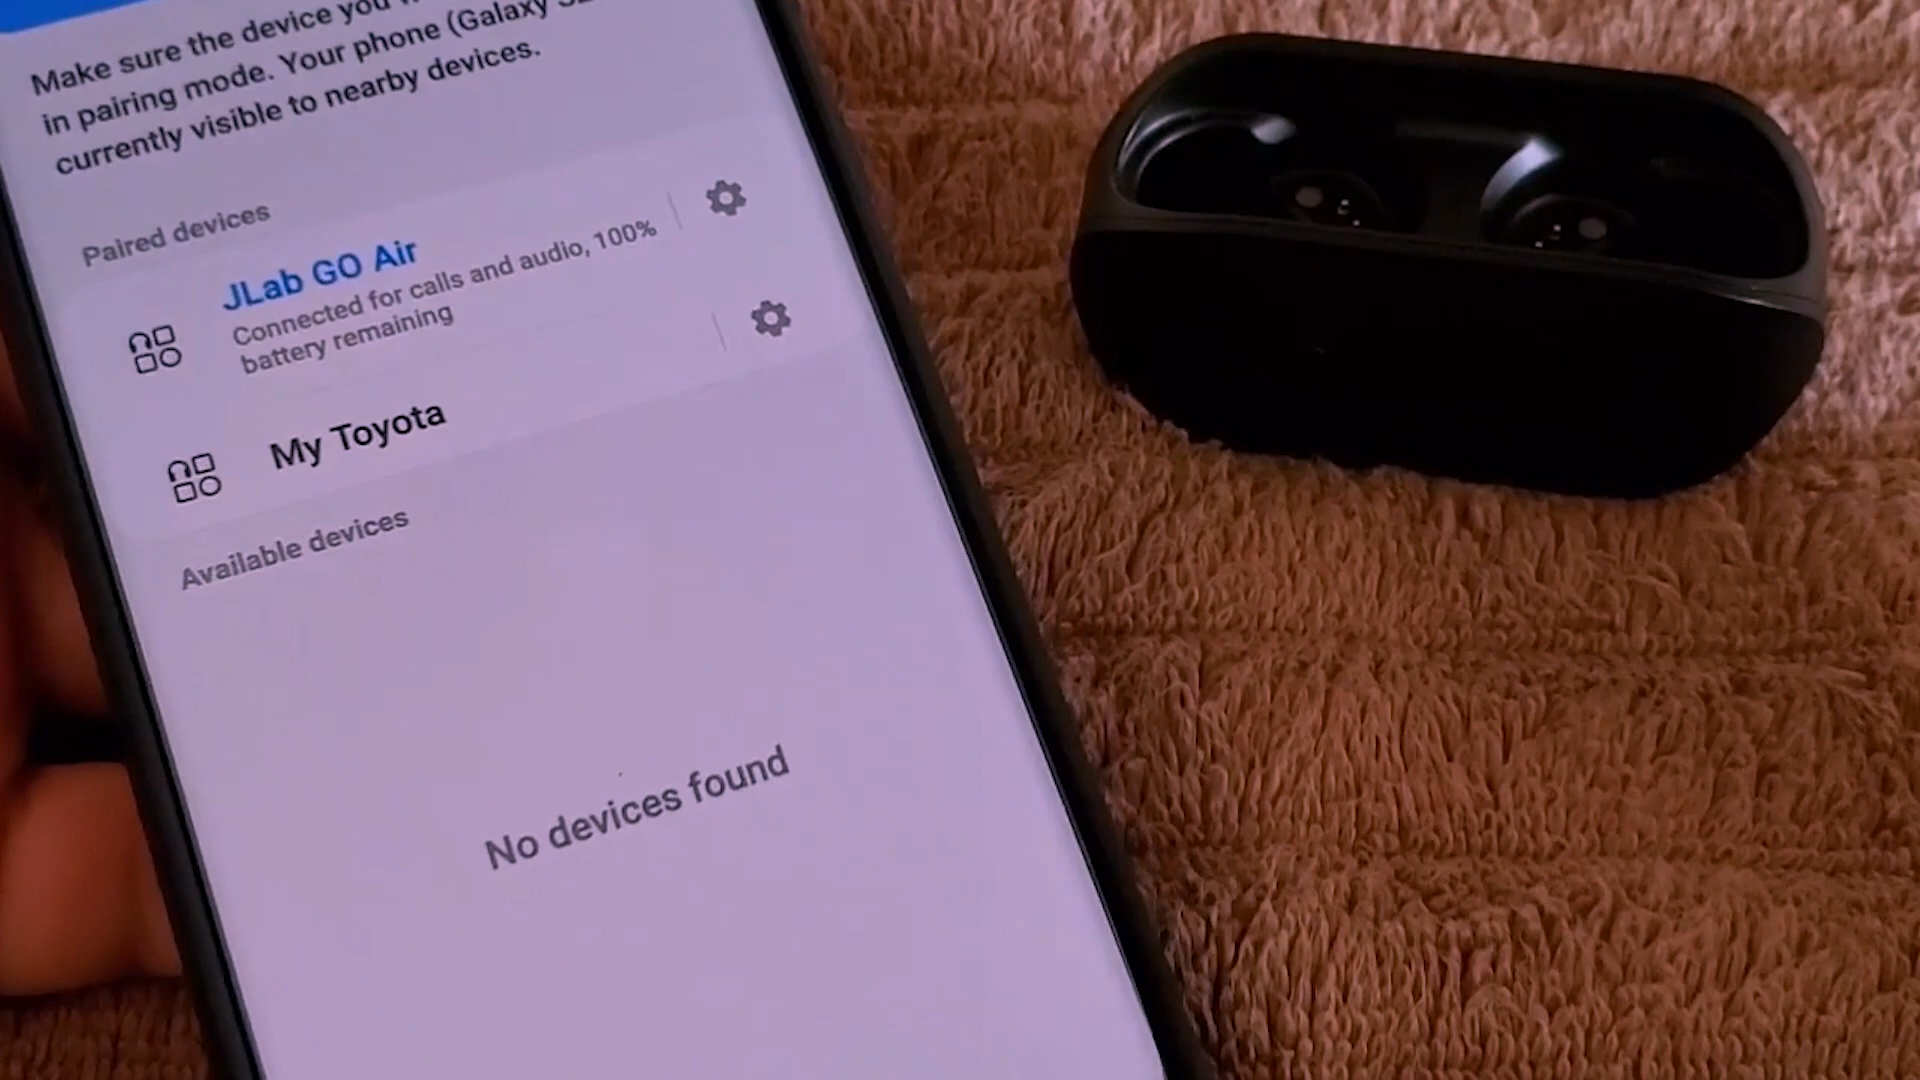 Make sure the device you
in pairing mode. Your phone (Galaxy
currently visible to nearby devices.
Paired devices
JLab GO Air
Connected for calls and audio, 100%
battery remaining
My Toyota
Available devices
No devices found